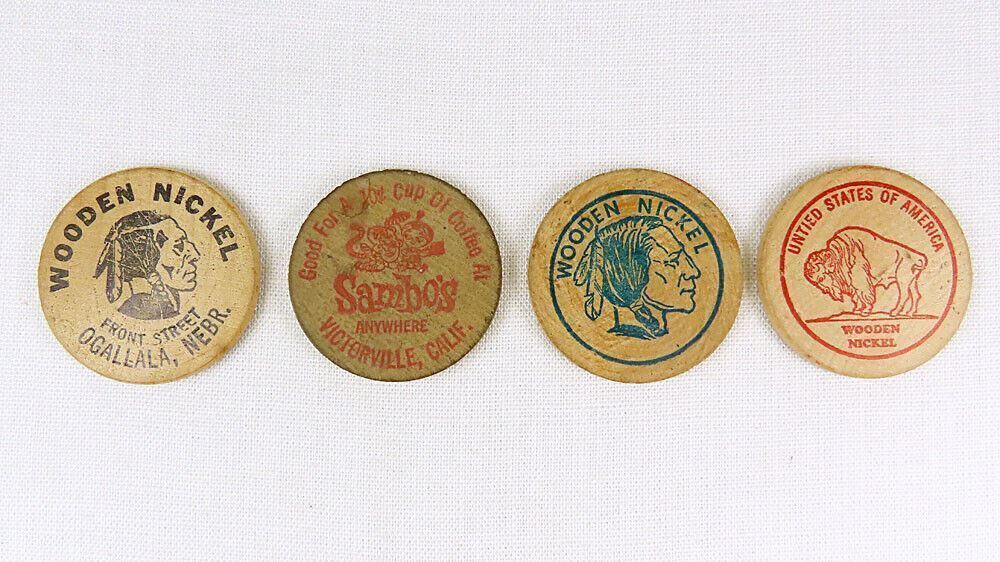 WOODEN NICKEL
FRONT STREET
OGALLALA, NEBR.
Good For A 10¢ Cup Of Coffee At
Sambo's
ANYWHERE
VICTORVILLE, CALIF.
WOODEN NICKEL
UNTIED STATES OF AMERICA
WOODEN
NICKEL